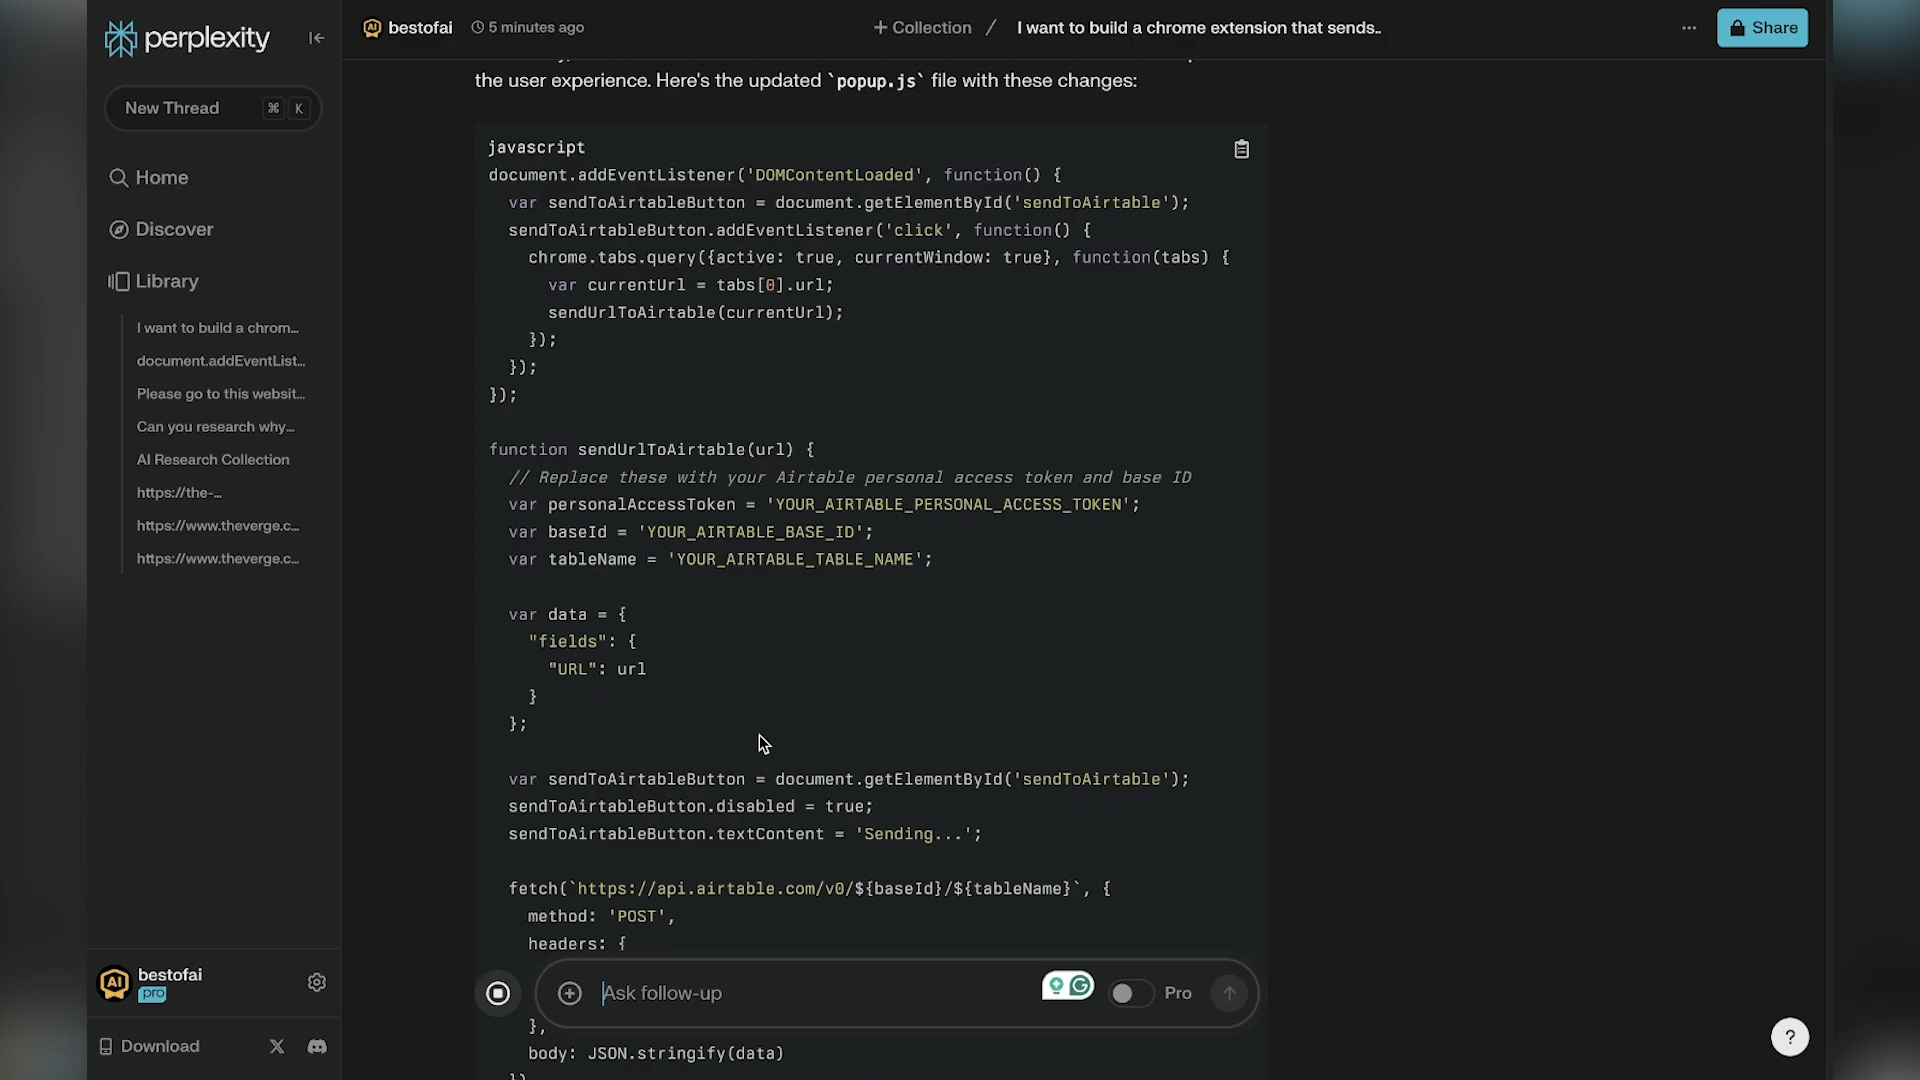 perplexity
New Thread ⌘ K
Home
Discover
Library
I want to build a chrom...
document.addEventList...
Please go to this websit...
Can you research why...
AI Research Collection
https://the-...
https://www.theverge.c...
https://www.theverge.c...
AI bestofai
pro
Download
AI bestofai 5 minutes ago + Collection / I want to build a chrome extension that sends.. ... Share
the user experience. Here's the updated `popup.js` file with these changes:
javascript
document.addEventListener('DOMContentLoaded', function() {
  var sendToAirtableButton = document.getElementById('sendToAirtable');
  sendToAirtableButton.addEventListener('click', function() {
    chrome.tabs.query({active: true, currentWindow: true}, function(tabs) {
      var currentUrl = tabs[0].url;
      sendUrlToAirtable(currentUrl);
    });
  });
});
function sendUrlToAirtable(url) {
  // Replace these with your Airtable personal access token and base ID
  var personalAccessToken = 'YOUR_AIRTABLE_PERSONAL_ACCESS_TOKEN';
  var baseId = 'YOUR_AIRTABLE_BASE_ID';
  var tableName = 'YOUR_AIRTABLE_TABLE_NAME';
  var data = {
    "fields": {
      "URL": url
    }
  };
  var sendToAirtableButton = document.getElementById('sendToAirtable');
  sendToAirtableButton.disabled = true;
  sendToAirtableButton.textContent = 'Sending...';
  fetch(`https://api.airtable.com/v0/${baseId}/${tableName}`, {
    method: 'POST',
    headers: {
Ask follow-up Pro
    },
    body: JSON.stringify(data)
?